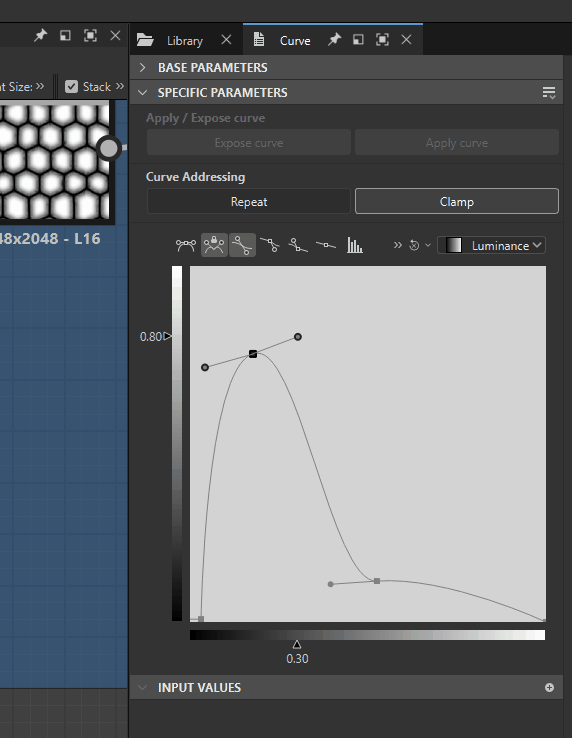 Library
Curve
t Size: »
Stack »
BASE PARAMETERS
SPECIFIC PARAMETERS
Apply / Expose curve
Expose curve
Apply curve
Curve Addressing
Repeat
Clamp
48x2048 - L16
»
Luminance
0.80
0.30
INPUT VALUES